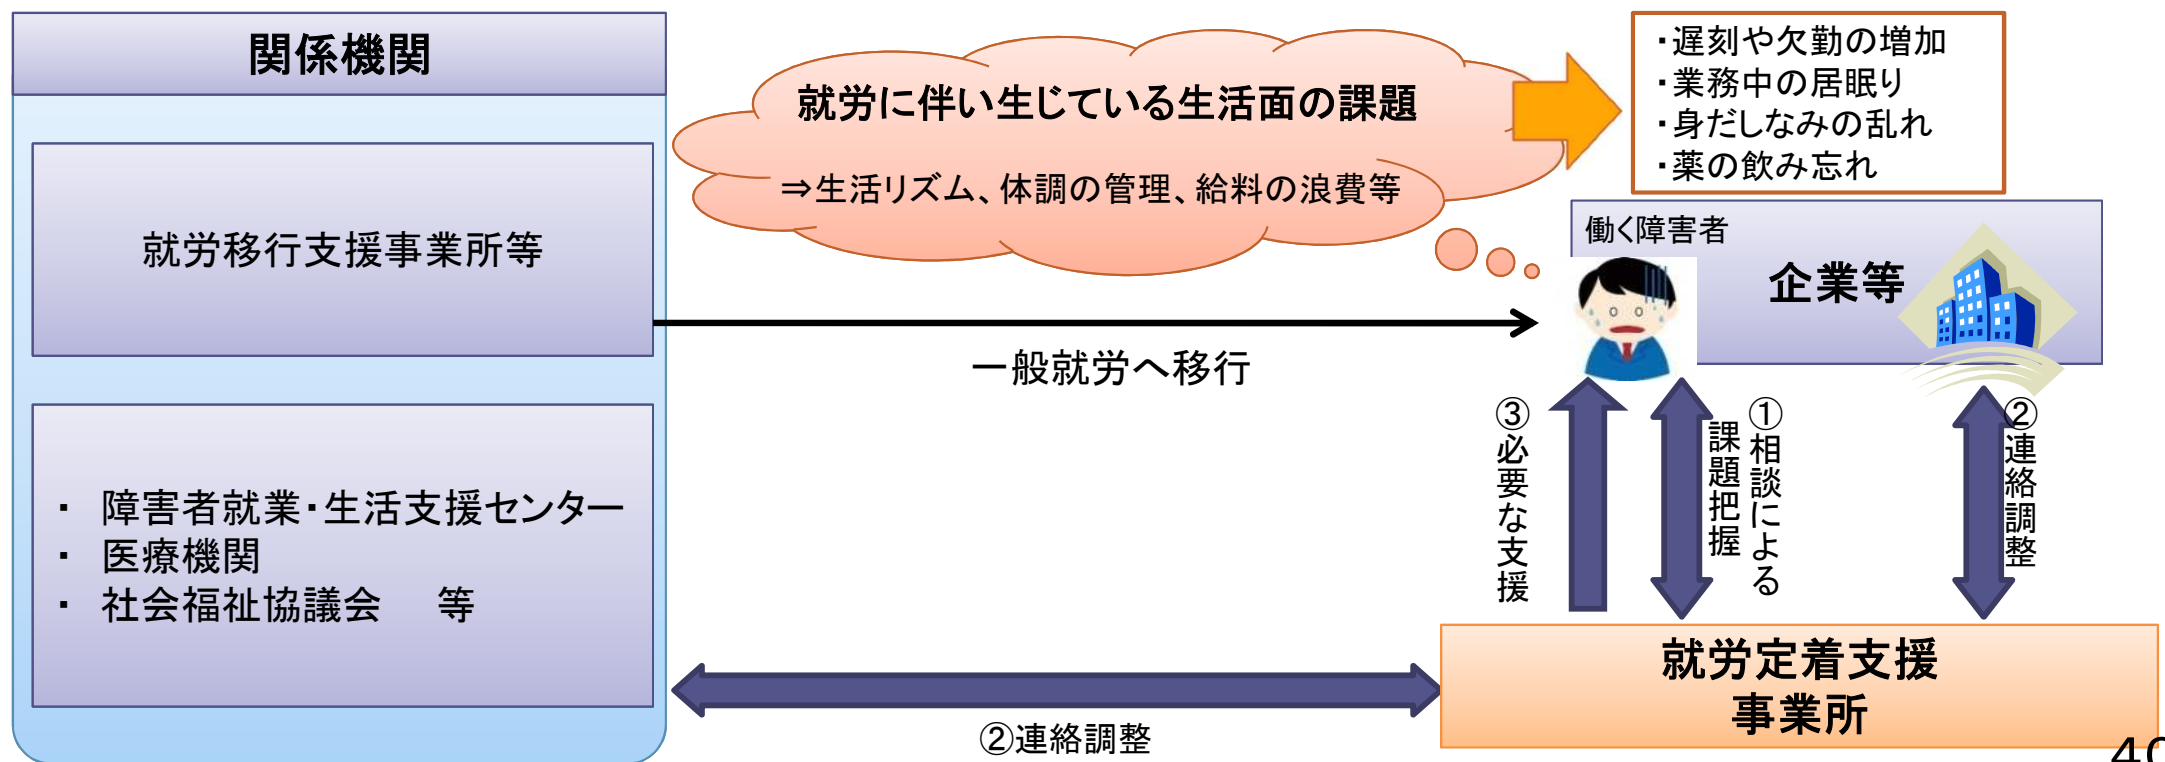 関係機関
就労移行支援事業所等
・ 障害者就業・生活支援センター
・ 医療機関
・ 社会福祉協議会 等
就労に伴い生じている生活面の課題
⇒生活リズム、体調の管理、給料の浪費等
・遅刻や欠勤の増加
・業務中の居眠り
・身だしなみの乱れ
・薬の飲み忘れ
働く障害者
企業等
一般就労へ移行
③必要な支援
①相談による
課題把握
②連絡調整
②連絡調整
就労定着支援
事業所